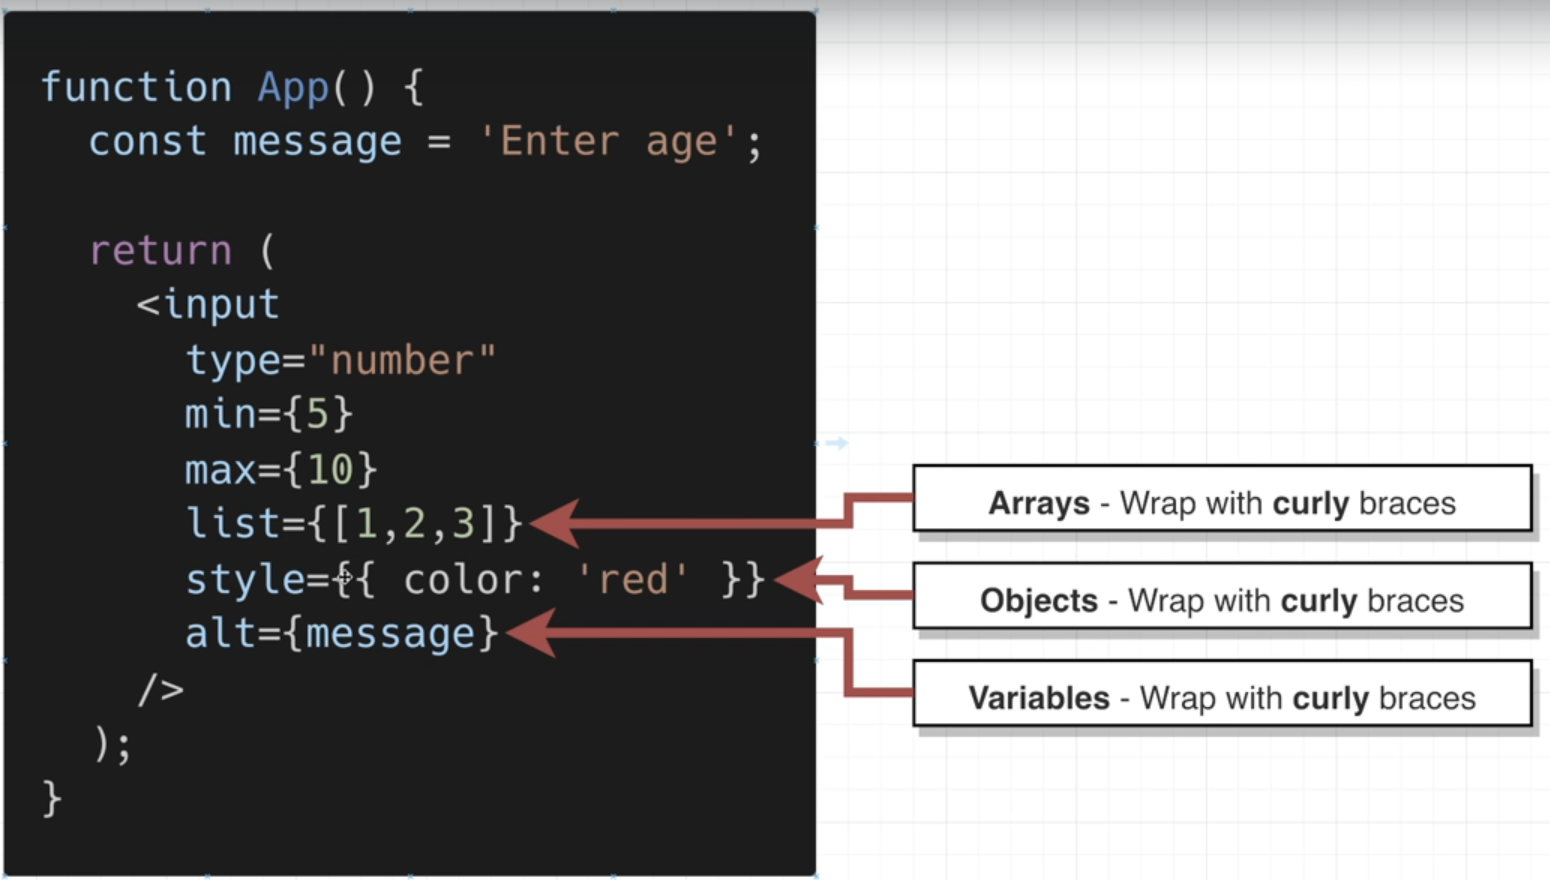 function App() {
const message = 'Enter age';
return (
<input
type="number"
min={5}
max={10}
list={[1,2,3]}
style={{ color: 'red' }}
alt={message}
/>
);
}
Arrays - Wrap with curly braces
Objects - Wrap with curly braces
Variables - Wrap with curly braces